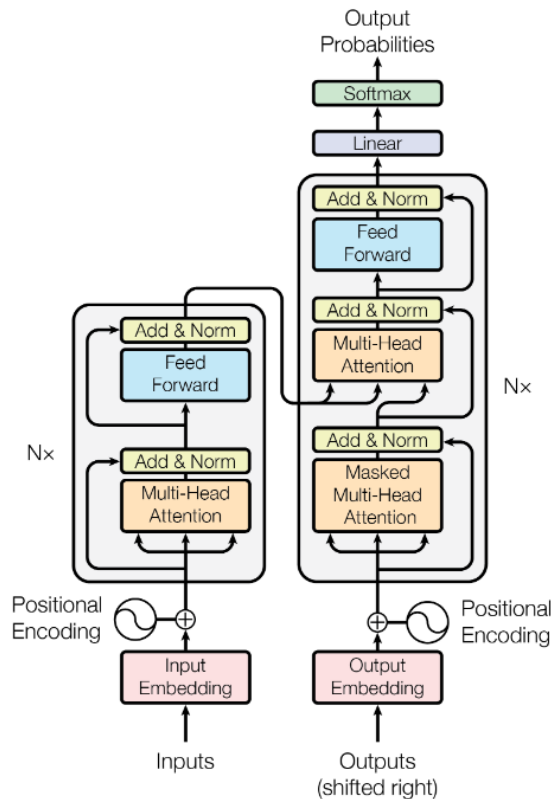 Output
Probabilities
Softmax
Linear
Add & Norm
Feed
Forward
Add & Norm
Multi-Head
Attention
Nx
Add & Norm
Masked
Multi-Head
Attention
Add & Norm
Feed
Forward
Nx
Add & Norm
Multi-Head
Attention
Positional
Encoding
Positional
Encoding
Input
Embedding
Output
Embedding
Inputs
Outputs
(shifted right)